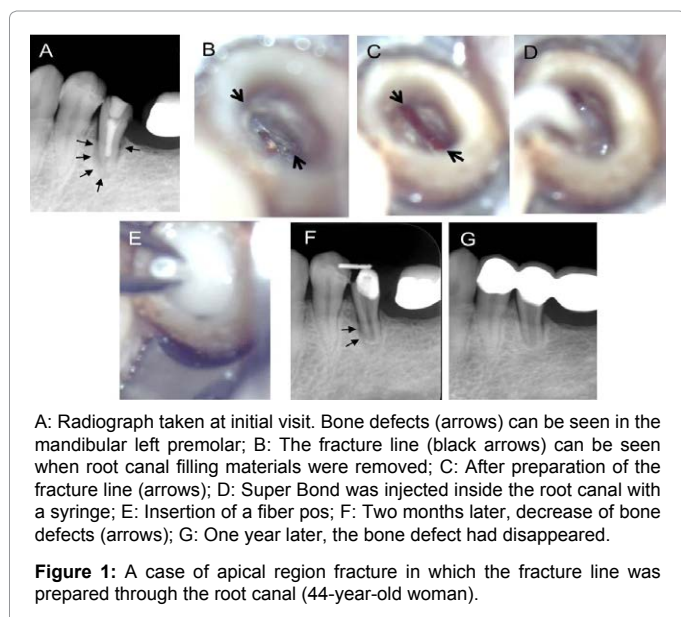 A
B
C
D
E
F
G
A: Radiograph taken at initial visit. Bone defects (arrows) can be seen in the
mandibular left premolar; B: The fracture line (black arrows) can be seen
when root canal filling materials were removed; C: After preparation of the
fracture line (arrows); D: Super Bond was injected inside the root canal with
a syringe; E: Insertion of a fiber pos; F: Two months later, decrease of bone
defects (arrows); G: One year later, the bone defect had disappeared.
Figure 1: A case of apical region fracture in which the fracture line was
prepared through the root canal (44-year-old woman).